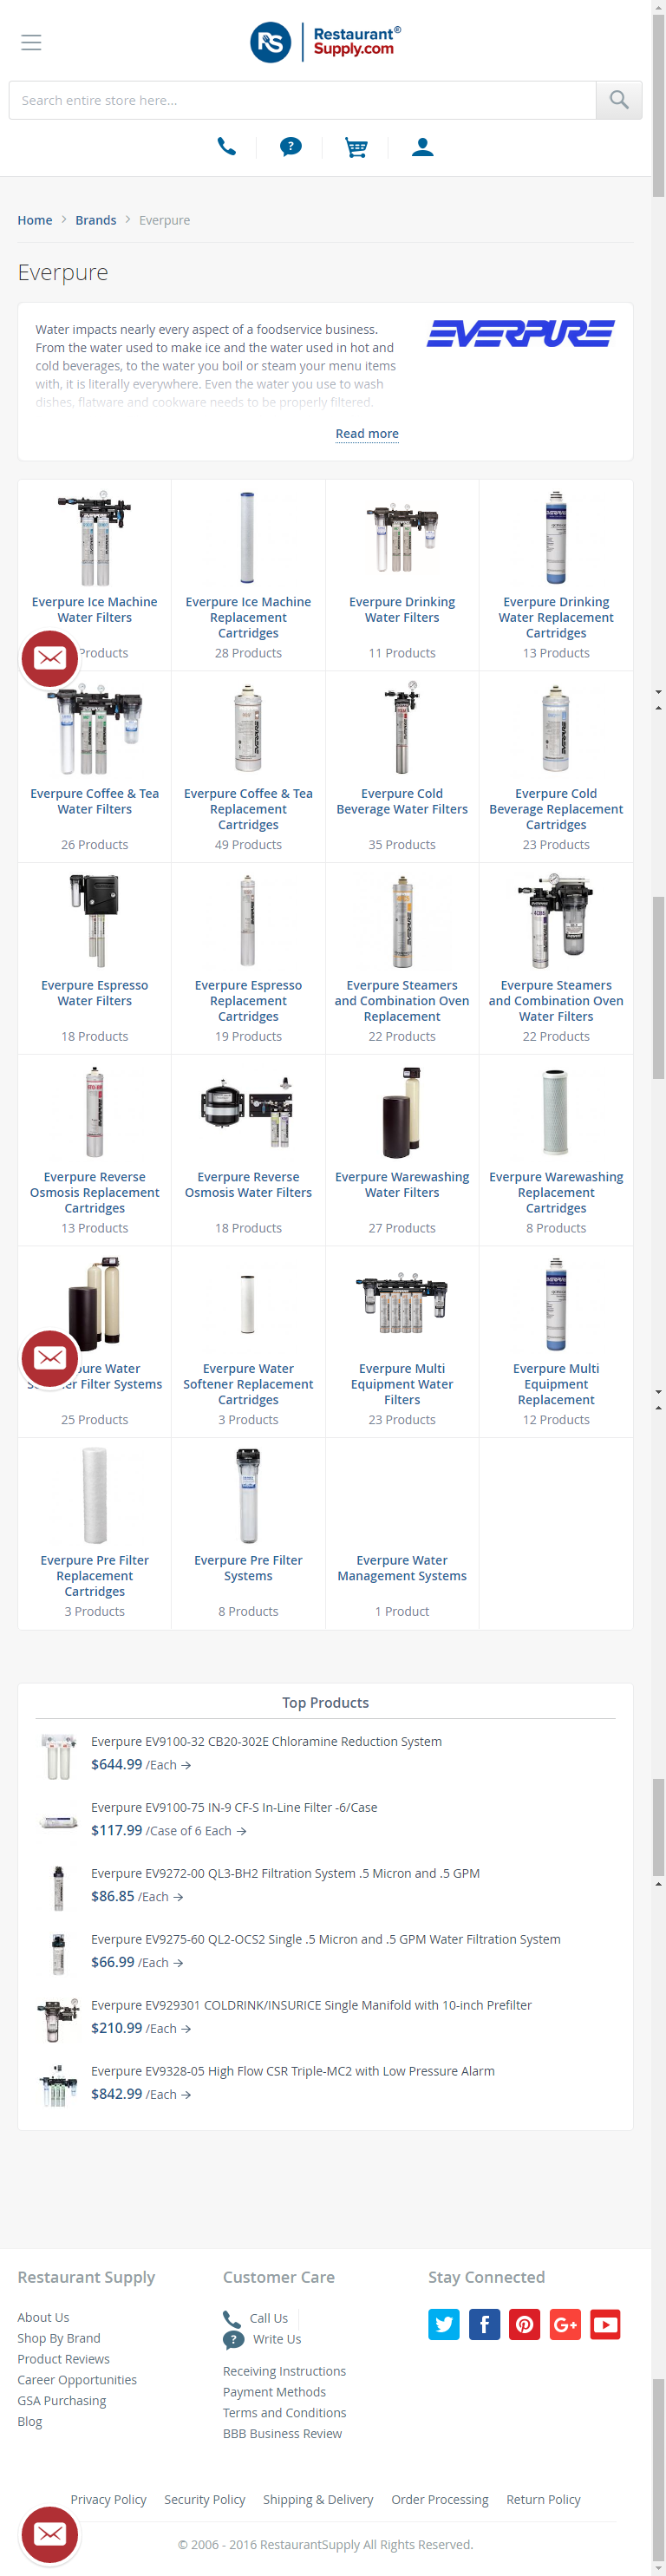 RS
Restaurant®
Supply.com
Search entire store here...
?
Home
Brands
Everpure
Everpure
Water impacts nearly every aspect of a foodservice business.
From the water used to make ice and the water used in hot and
cold beverages, to the water you boil or steam your menu items
with, it is literally everywhere. Even the water you use to wash
dishes, flatware and cookware needs to be properly filtered.
Read more
EVERPURE
Everpure Ice Machine
Water Filters
Products
Everpure Ice Machine
Replacement
Cartridges
28 Products
Everpure Drinking
Water Filters
11 Products
Everpure Drinking
Water Replacement
Cartridges
13 Products
Everpure Coffee & Tea
Water Filters
26 Products
Everpure Coffee & Tea
Replacement
Cartridges
49 Products
Everpure Cold
Beverage Water Filters
35 Products
Everpure Cold
Beverage Replacement
Cartridges
23 Products
Everpure Espresso
Water Filters
18 Products
Everpure Espresso
Replacement
Cartridges
19 Products
Everpure Steamers
and Combination Oven
Replacement
22 Products
Everpure Steamers
and Combination Oven
Water Filters
22 Products
Everpure Reverse
Osmosis Replacement
Cartridges
13 Products
Everpure Reverse
Osmosis Water Filters
18 Products
Everpure Warewashing
Water Filters
27 Products
Everpure Warewashing
Replacement
Cartridges
8 Products
Water
Filter Systems
25 Products
Everpure Water
Softener Replacement
Cartridges
3 Products
Everpure Multi
Equipment Water
Filters
23 Products
Everpure Multi
Equipment
Replacement
12 Products
Everpure Pre Filter
Replacement
Cartridges
3 Products
Everpure Pre Filter
Systems
8 Products
Everpure Water
Management Systems
1 Product
Top Products
Everpure EV9100-32 CB20-302E Chloramine Reduction System
$644.99 /Each →
Everpure EV9100-75 IN-9 CF-S In-Line Filter -6/Case
$117.99 /Case of 6 Each →
Everpure EV9272-00 QL3-BH2 Filtration System .5 Micron and .5 GPM
$86.85 /Each →
Everpure EV9275-60 QL2-OCS2 Single .5 Micron and .5 GPM Water Filtration System
$66.99 /Each →
Everpure EV929301 COLDRINK/INSURICE Single Manifold with 10-inch Prefilter
$210.99 /Each →
Everpure EV9328-05 High Flow CSR Triple-MC2 with Low Pressure Alarm
$842.99 /Each →
Restaurant Supply
About Us
Shop By Brand
Product Reviews
Career Opportunities
GSA Purchasing
Blog
Customer Care
Call Us
? Write Us
Receiving Instructions
Payment Methods
Terms and Conditions
BBB Business Review
Stay Connected
Privacy Policy
Security Policy
Shipping & Delivery
Order Processing
Return Policy
© 2006 - 2016 RestaurantSupply All Rights Reserved.